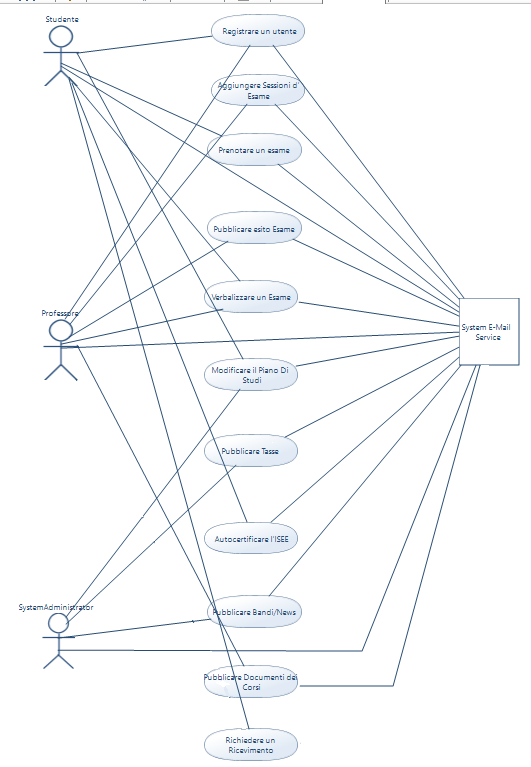 Studente
Registrare un utente
Aggiungere Sessioni d'
Esame
Prenotare un esame
Pubblicare esito Esame
Verbalizzare un Esame
Professore
System E-Mail
Service
Modificare il Piano Di
Studi
Pubblicare Tasse
Autocertificare l'ISEE
SystemAdministrator
Pubblicare Bandi/News
Pubblicare Documenti dei
Corsi
Richiedere un
Ricevimento